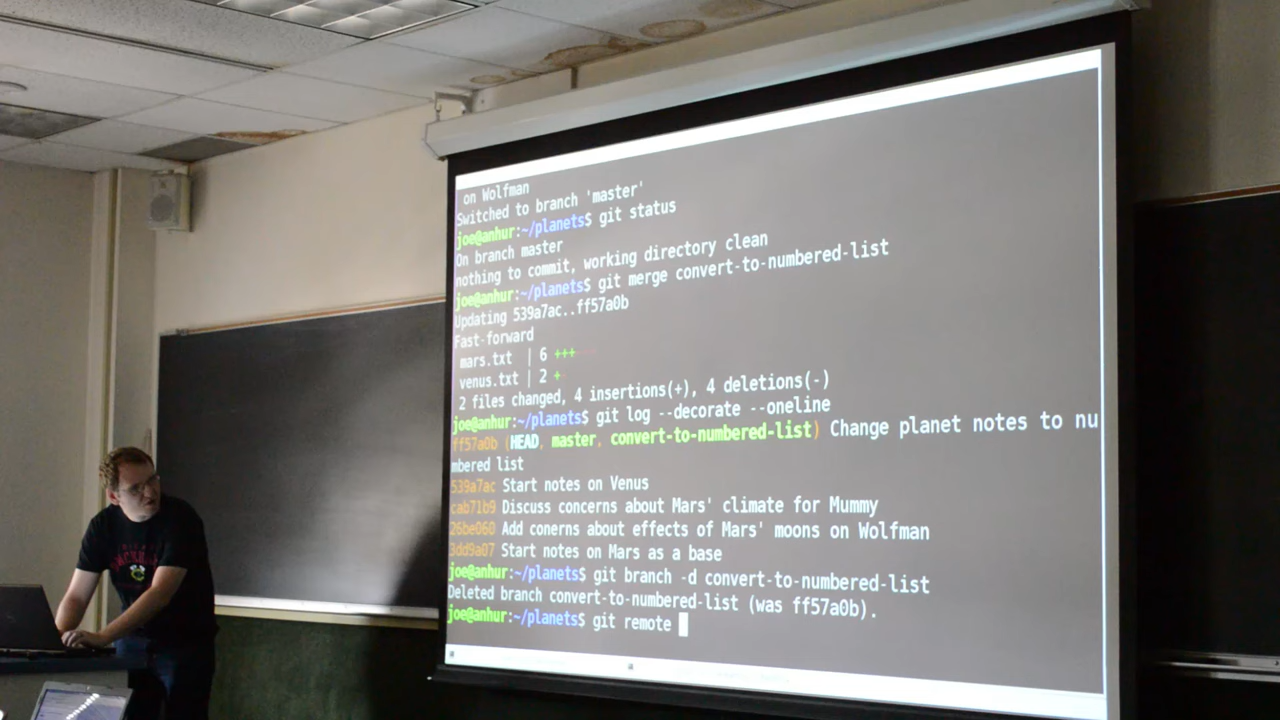 on Wolfman
Switched to branch 'master'
joe@anhur:~/planets$ git status
On branch master
nothing to commit, working directory clean
joe@anhur:~/planets$ git merge convert-to-numbered-list
Updating 539a7ac..ff57a0b
Fast-forward
mars.txt | 6 +++
venus.txt | 2 +
2 files changed, 4 insertions(+), 4 deletions(-)
joe@anhur:~/planets$ git log --decorate --oneline
ff57a0b (HEAD, master, convert-to-numbered-list) Change planet notes to nu
mbered list
539a7ac Start notes on Venus
cab71b9 Discuss concerns about Mars' climate for Mummy
26be060 Add conerns about effects of Mars' moons on Wolfman
3dd9a07 Start notes on Mars as a base
joe@anhur:~/planets$ git branch -d convert-to-numbered-list
Deleted branch convert-to-numbered-list (was ff57a0b).
joe@anhur:~/planets$ git remote